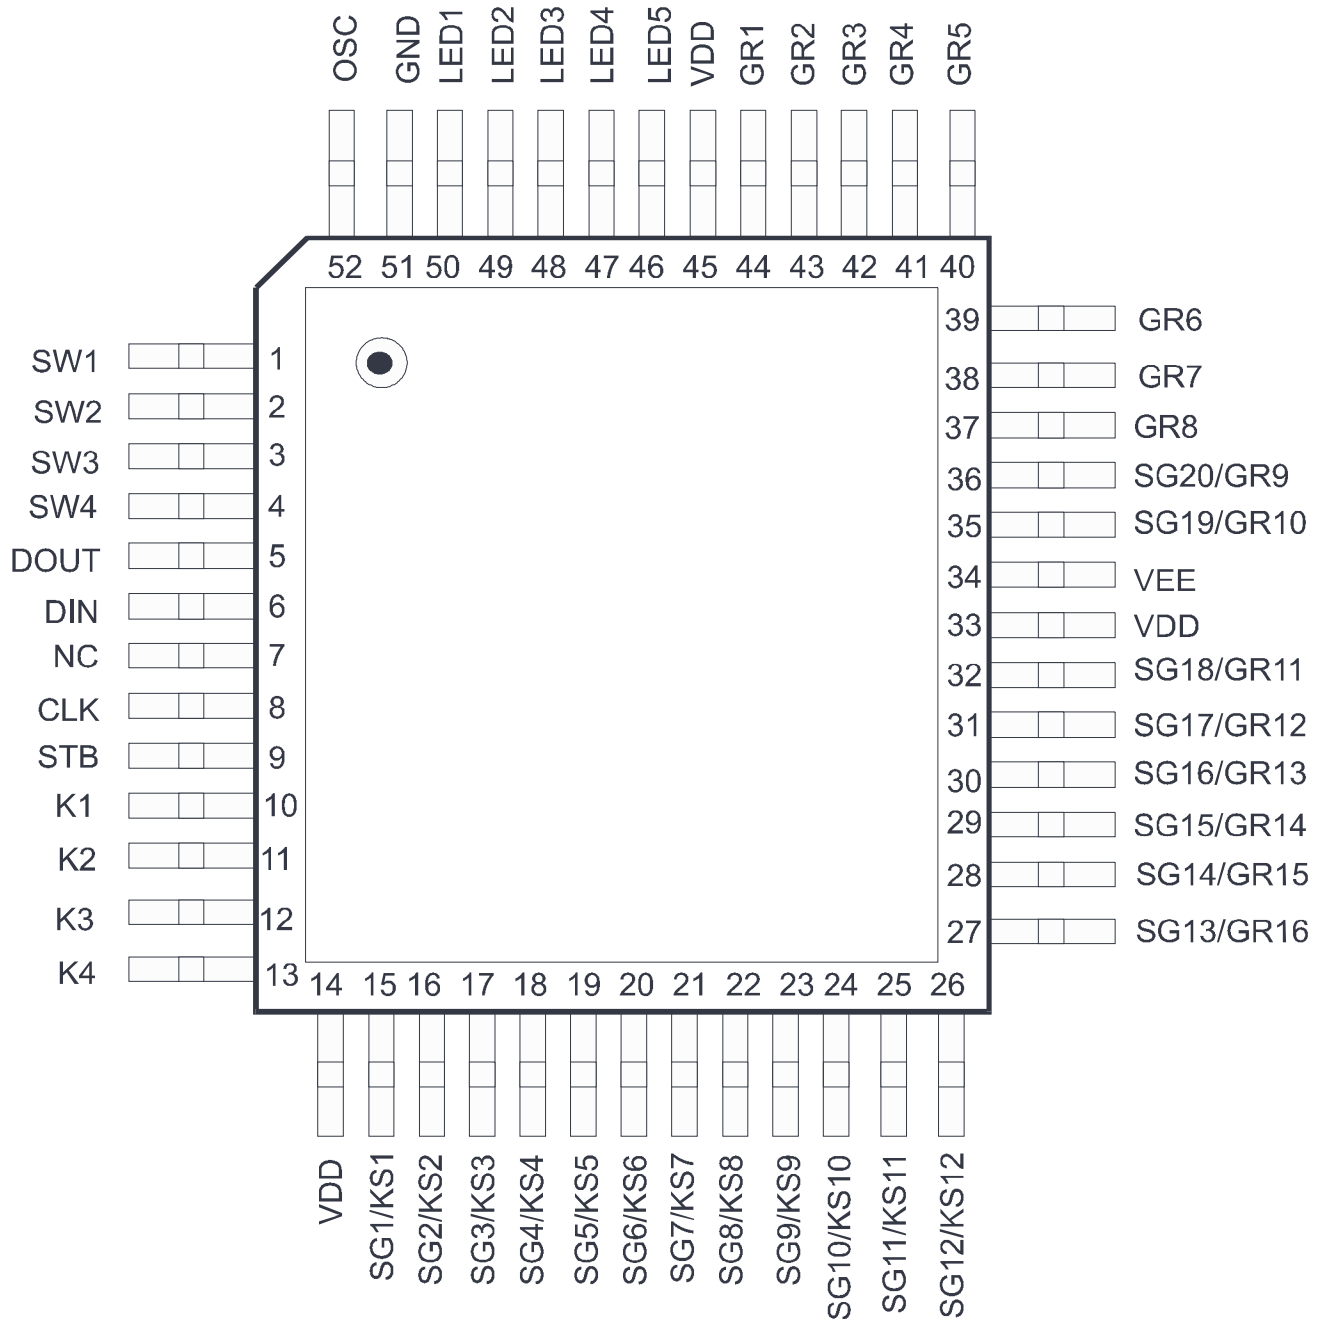 OSC GND LED1 LED2 LED3 LED4 LED5 VDD GR1 GR2 GR3 GR4 GR5
52 51 50 49 48 47 46 45 44 43 42 41 40
SW1 1
SW2 2
SW3 3
SW4 4
DOUT 5
DIN 6
NC 7
CLK 8
STB 9
K1 10
K2 11
K3 12
K4 13
39 GR6
38 GR7
37 GR8
36 SG20/GR9
35 SG19/GR10
34 VEE
33 VDD
32 SG18/GR11
31 SG17/GR12
30 SG16/GR13
29 SG15/GR14
28 SG14/GR15
27 SG13/GR16
14 15 16 17 18 19 20 21 22 23 24 25 26
VDD SG1/KS1 SG2/KS2 SG3/KS3 SG4/KS4 SG5/KS5 SG6/KS6 SG7/KS7 SG8/KS8 SG9/KS9 SG10/KS10 SG11/KS11 SG12/KS12